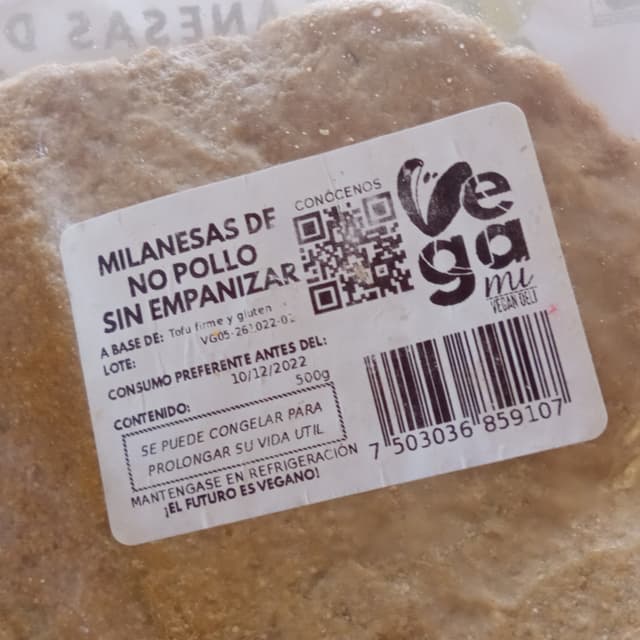 MILANESAS DE
NO POLLO
SIN EMPANIZAR
CONÓCENOS
Vega
mi
VEGAN DELI
A BASE DE: Tofu firme y gluten
LOTE: VG05-261022-01
CONSUMO PREFERENTE ANTES DEL:
10/12/2022
CONTENIDO: 500g
SE PUEDE CONGELAR PARA
PROLONGAR SU VIDA UTIL
MANTENGASE EN REFRIGERACIÓN
¡EL FUTURO ES VEGANO!
7 503036 859107